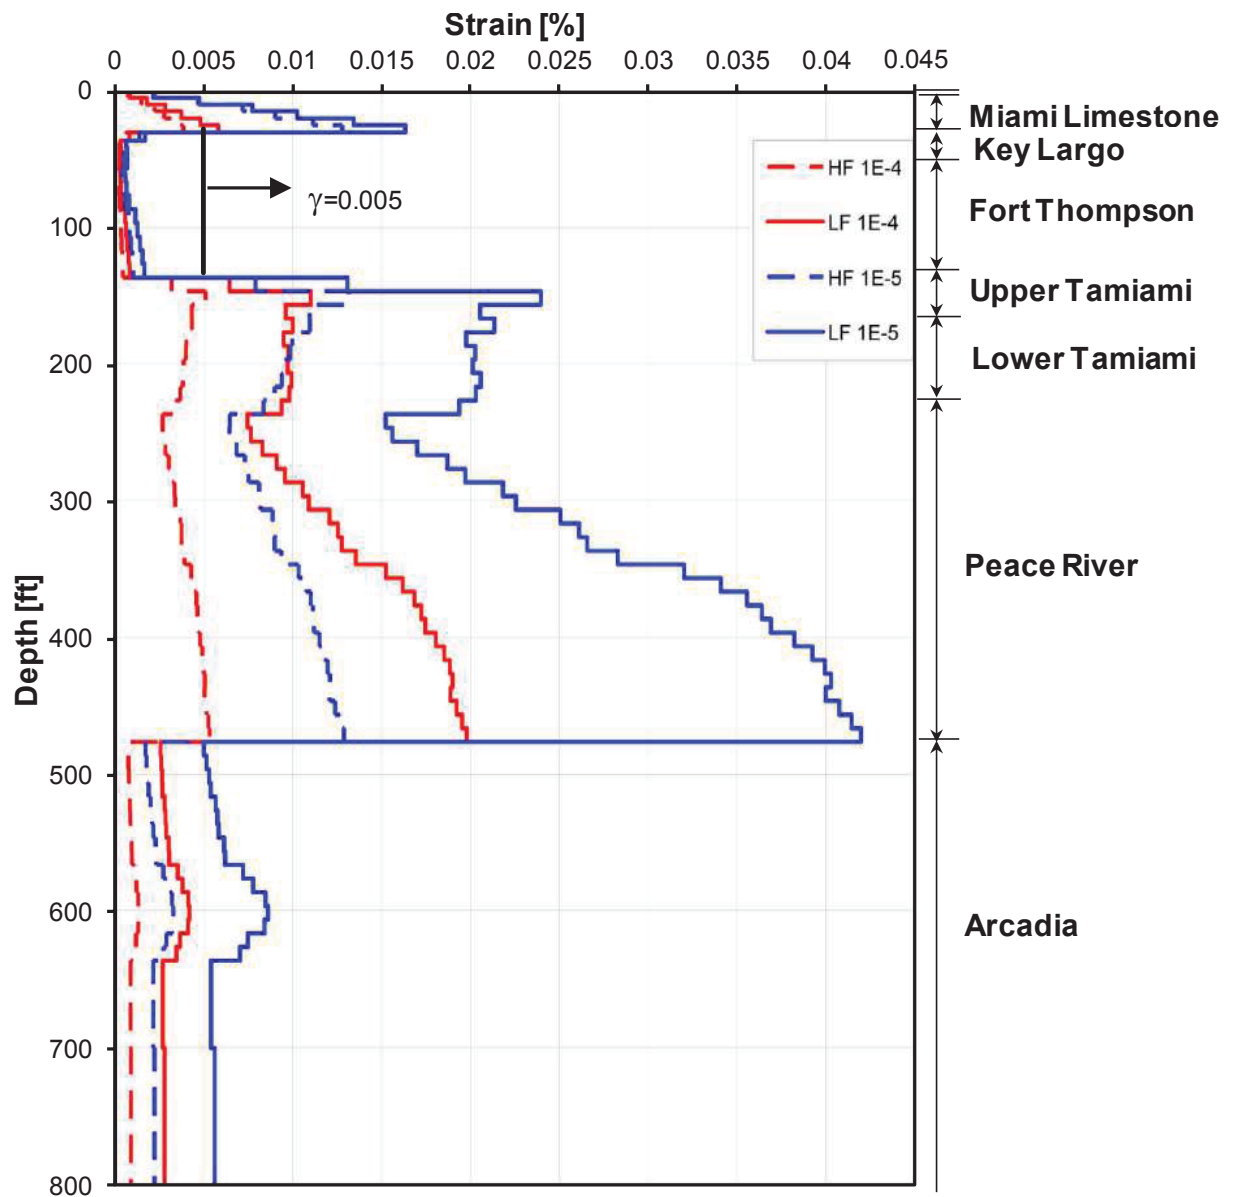 Strain [%]
0 0.005 0.01 0.015 0.02 0.025 0.03 0.035 0.04 0.045
0
100
200
300
400
500
600
700
800
Depth [ft]
γ=0.005
HF 1E-4
LF 1E-4
HF 1E-5
LF 1E-5
Miami Limestone
Key Largo
Fort Thompson
Upper Tamiami
Lower Tamiami
Peace River
Arcadia